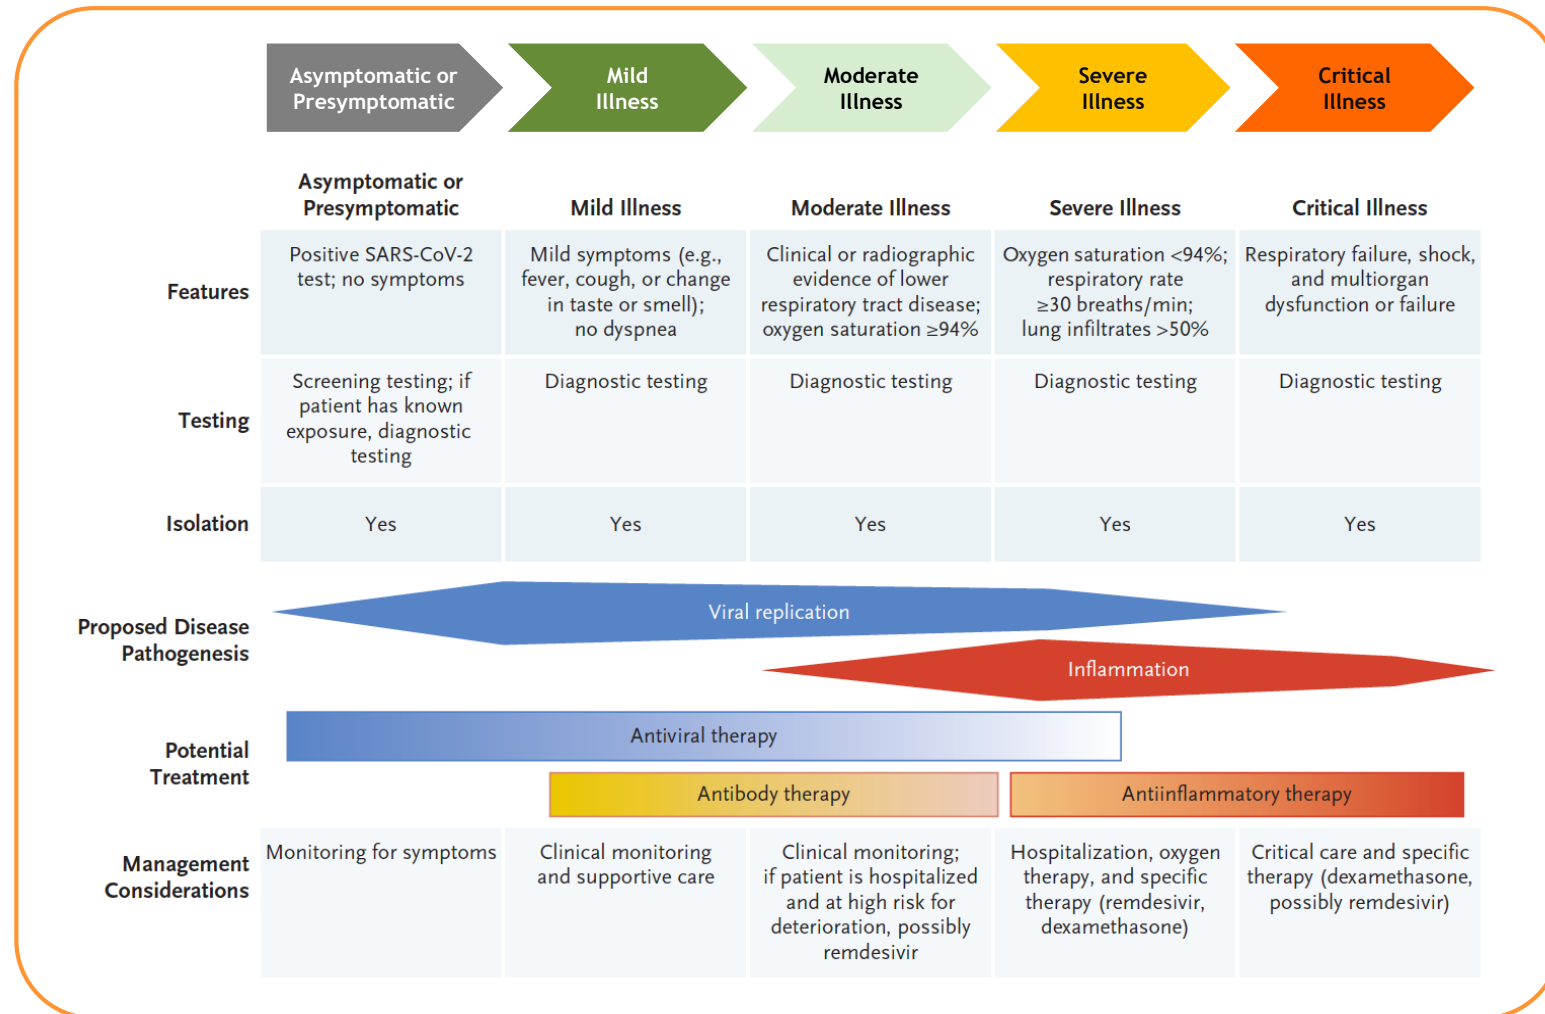 Asymptomatic or
Presymptomatic
Mild
Illness
Moderate
Illness
Severe
Illness
Critical
Illness
Asymptomatic or
Presymptomatic
Mild Illness
Moderate Illness
Severe Illness
Critical Illness
Features
Positive SARS-CoV-2
test; no symptoms
Mild symptoms (e.g.,
fever, cough, or change
in taste or smell);
no dyspnea
Clinical or radiographic
evidence of lower
respiratory tract disease;
oxygen saturation ≥94%
Oxygen saturation <94%;
respiratory rate
≥30 breaths/min;
lung infiltrates >50%
Respiratory failure, shock,
and multiorgan
dysfunction or failure
Testing
Screening testing; if
patient has known
exposure, diagnostic
testing
Diagnostic testing
Diagnostic testing
Diagnostic testing
Diagnostic testing
Isolation
Yes
Yes
Yes
Yes
Yes
Proposed Disease
Pathogenesis
Viral replication
Inflammation
Potential
Treatment
Antiviral therapy
Antibody therapy
Antiinflammatory therapy
Management
Considerations
Monitoring for symptoms
Clinical monitoring
and supportive care
Clinical monitoring;
if patient is hospitalized
and at high risk for
deterioration, possibly
remdesivir
Hospitalization, oxygen
therapy, and specific
therapy (remdesivir,
dexamethasone)
Critical care and specific
therapy (dexamethasone,
possibly remdesivir)